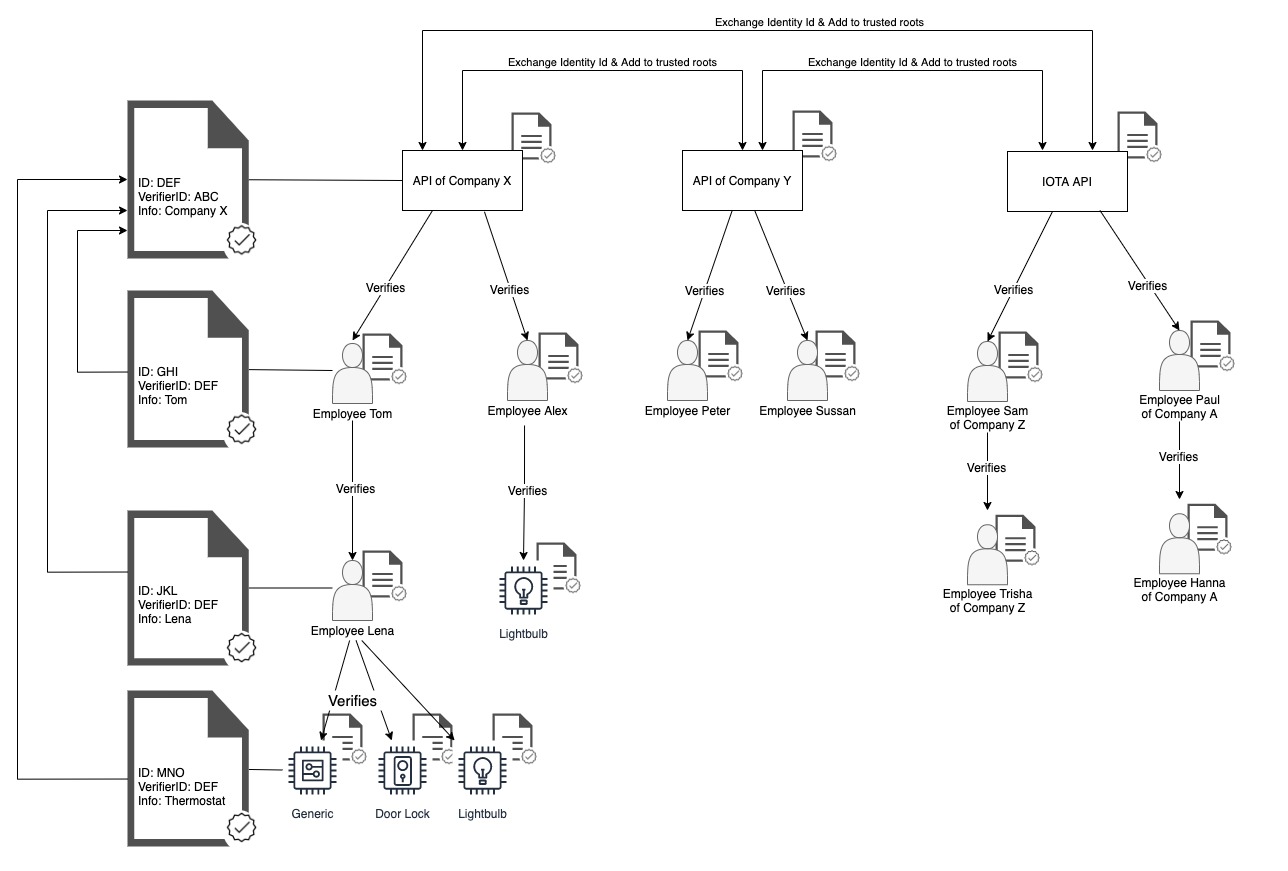 Exchange Identity Id & Add to trusted roots
Exchange Identity Id & Add to trusted roots
Exchange Identity Id & Add to trusted roots
ID: DEF
VerifierID: ABC
Info: Company X
API of Company X
API of Company Y
IOTA API
Verifies
Verifies
Verifies
Verifies
Verifies
Verifies
ID: GHI
VerifierID: DEF
Info: Tom
Employee Tom
Employee Alex
Employee Peter
Employee Sussan
Employee Sam
of Company Z
Employee Paul
of Company A
Verifies
Verifies
Verifies
Verifies
ID: JKL
VerifierID: DEF
Info: Lena
Employee Lena
Lightbulb
Employee Trisha
of Company Z
Employee Hanna
of Company A
Verifies
ID: MNO
VerifierID: DEF
Info: Thermostat
Generic
Door Lock
Lightbulb